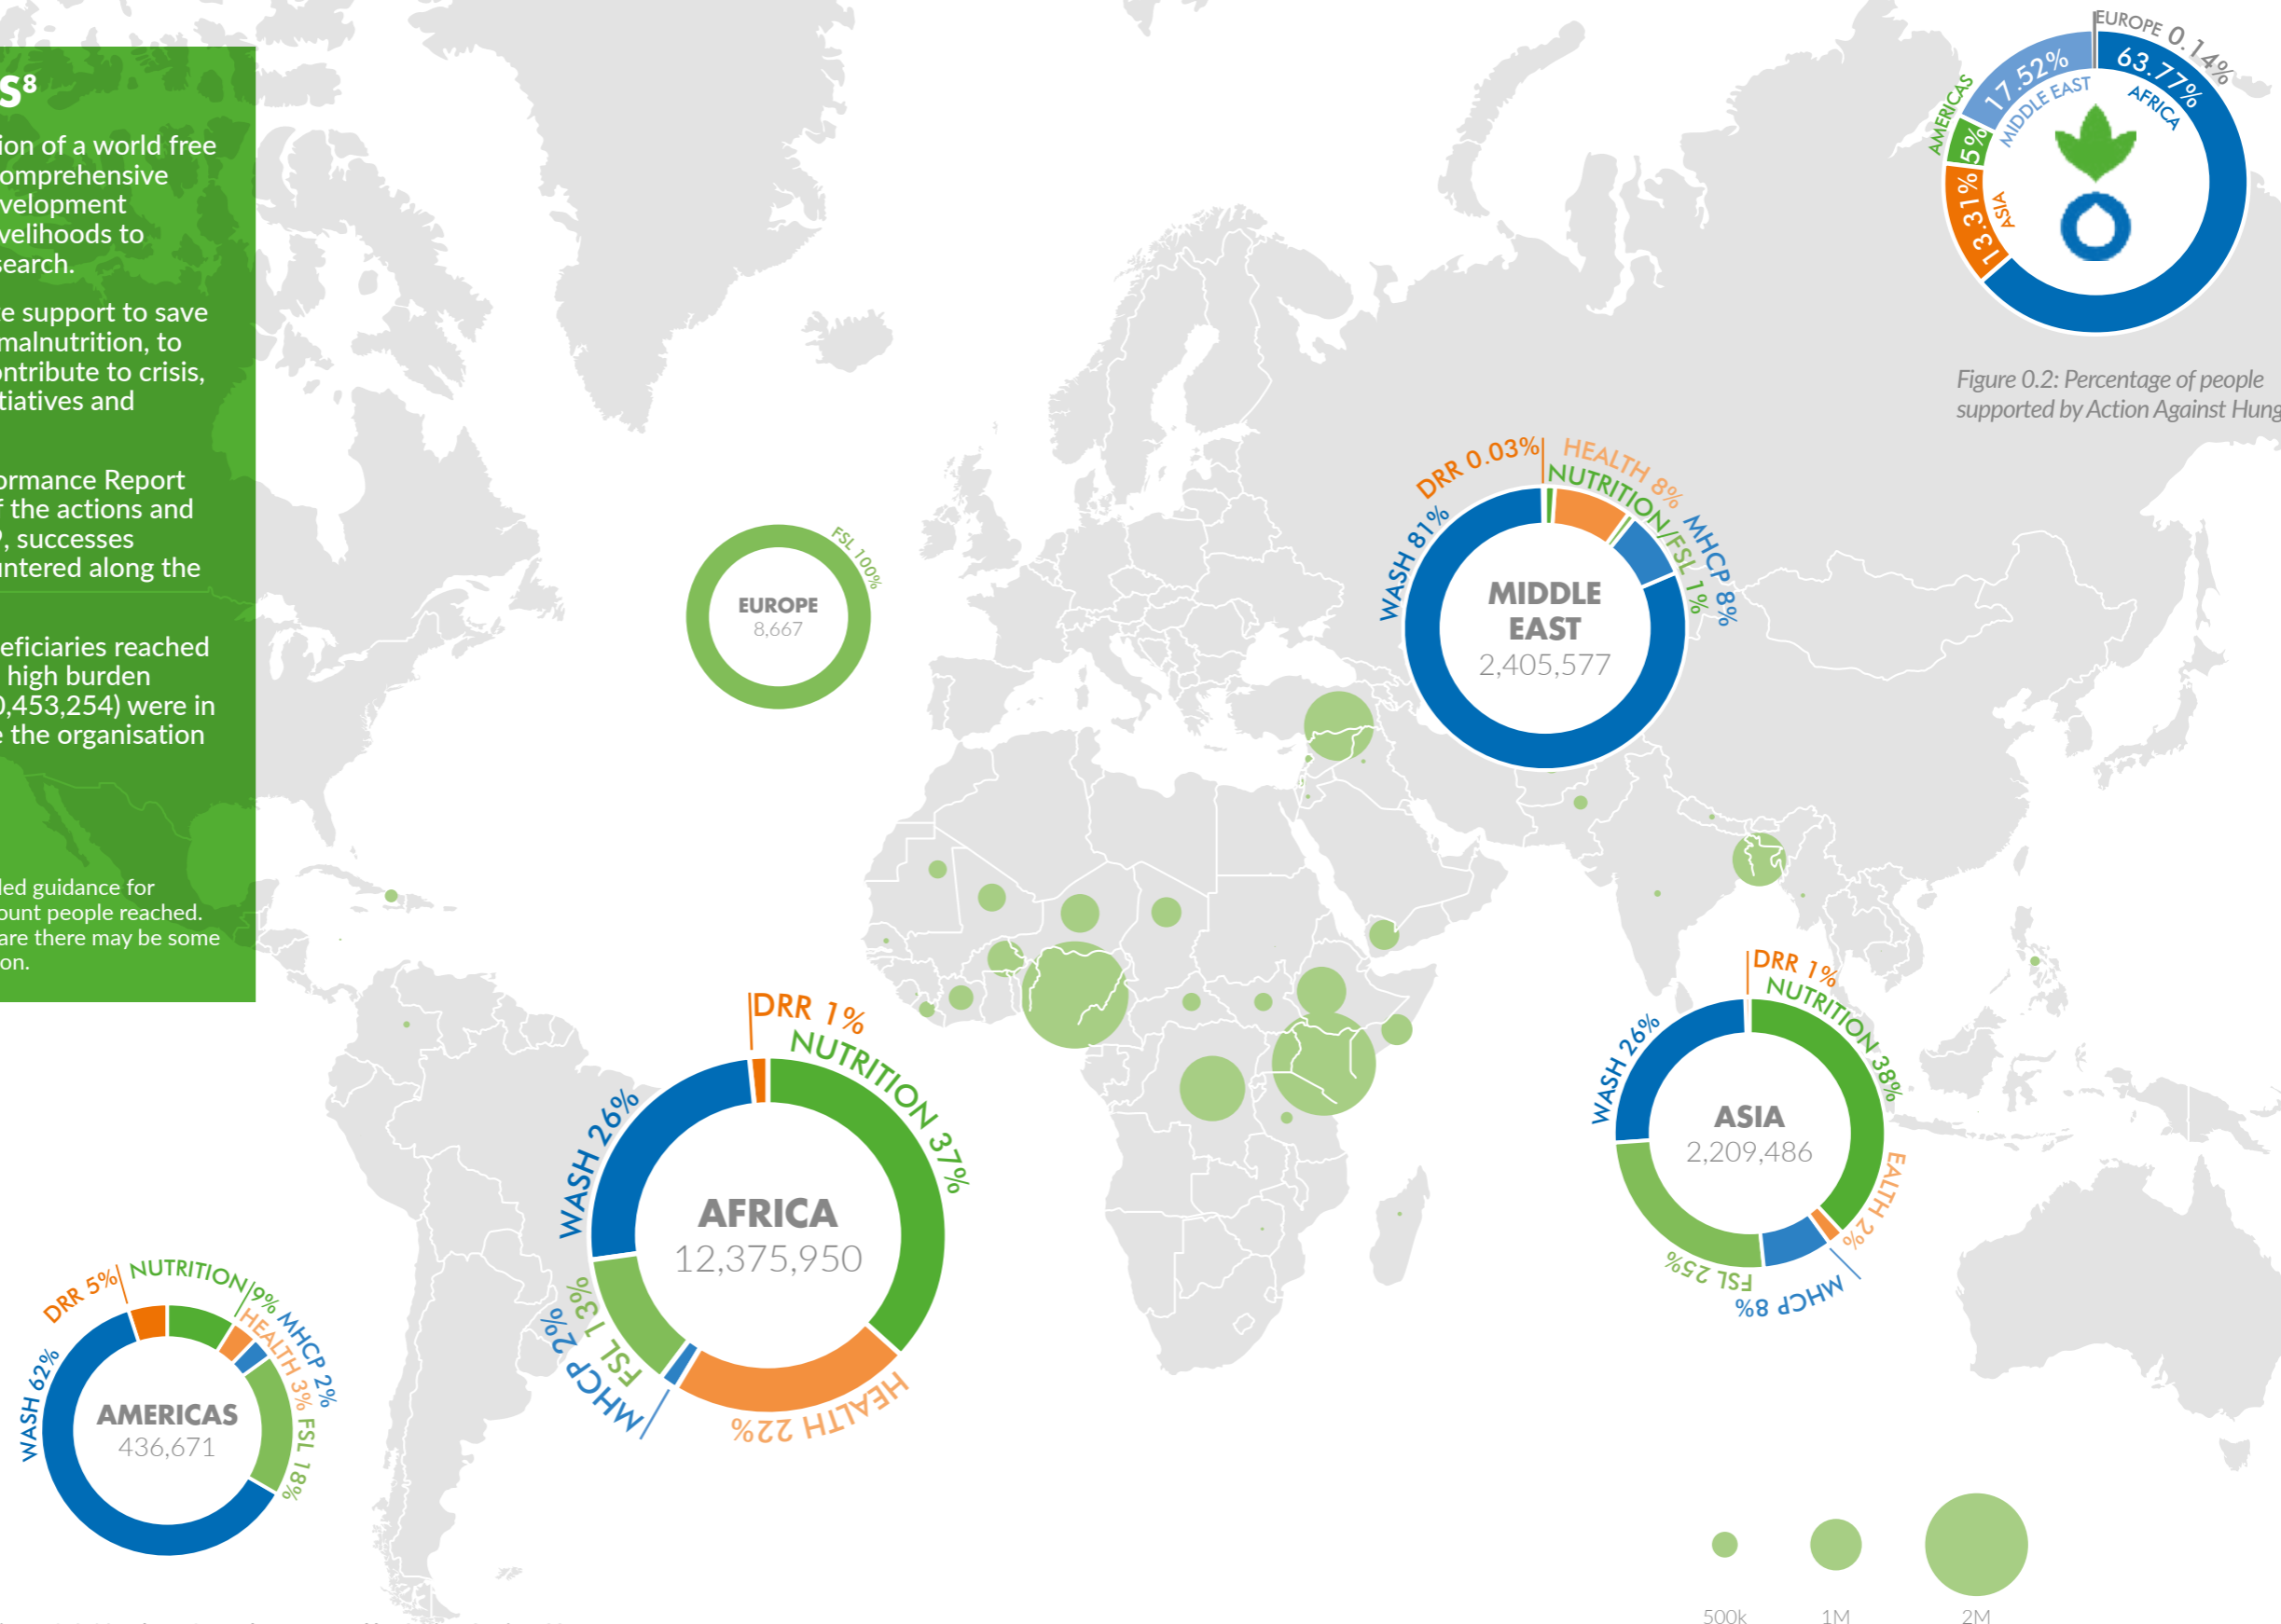 S8
ion of a world free
omprehensive
velopment
velihoods to
search.
e support to save
malnutrition, to
ontribute to crisis,
tiatives and
ormance Report
f the actions and
9, successes
untered along the
eficiaries reached
high burden
0,453,254) were in
e the organisation
led guidance for
ount people reached.
are there may be some
on.
EUROPE 0.14%
63.77%
AFRICA
17.52%
MIDDLE EAST
AMERICAS
5%
13.31%
ASIA
Figure 0.2: Percentage of people
supported by Action Against Hung
FSL 100%
EUROPE
8,667
DRR 0.03%
HEALTH 8%
NUTRITION/FSL 1%
MHCP 8%
WASH 81%
MIDDLE
EAST
2,405,577
DRR 1%
NUTRITION 37%
WASH 26%
AFRICA
12,375,950
FSL 13%
MHCP 2%
HEALTH 22%
DRR 1%
NUTRITION 38%
WASH 26%
ASIA
2,209,486
EALTH 2%
FSL 25%
MHCP 8%
DRR 5%
NUTRITION 9%
MHCP 2%
HEALTH 3%
FSL 18%
WASH 62%
AMERICAS
436,671
500k
1M
2M